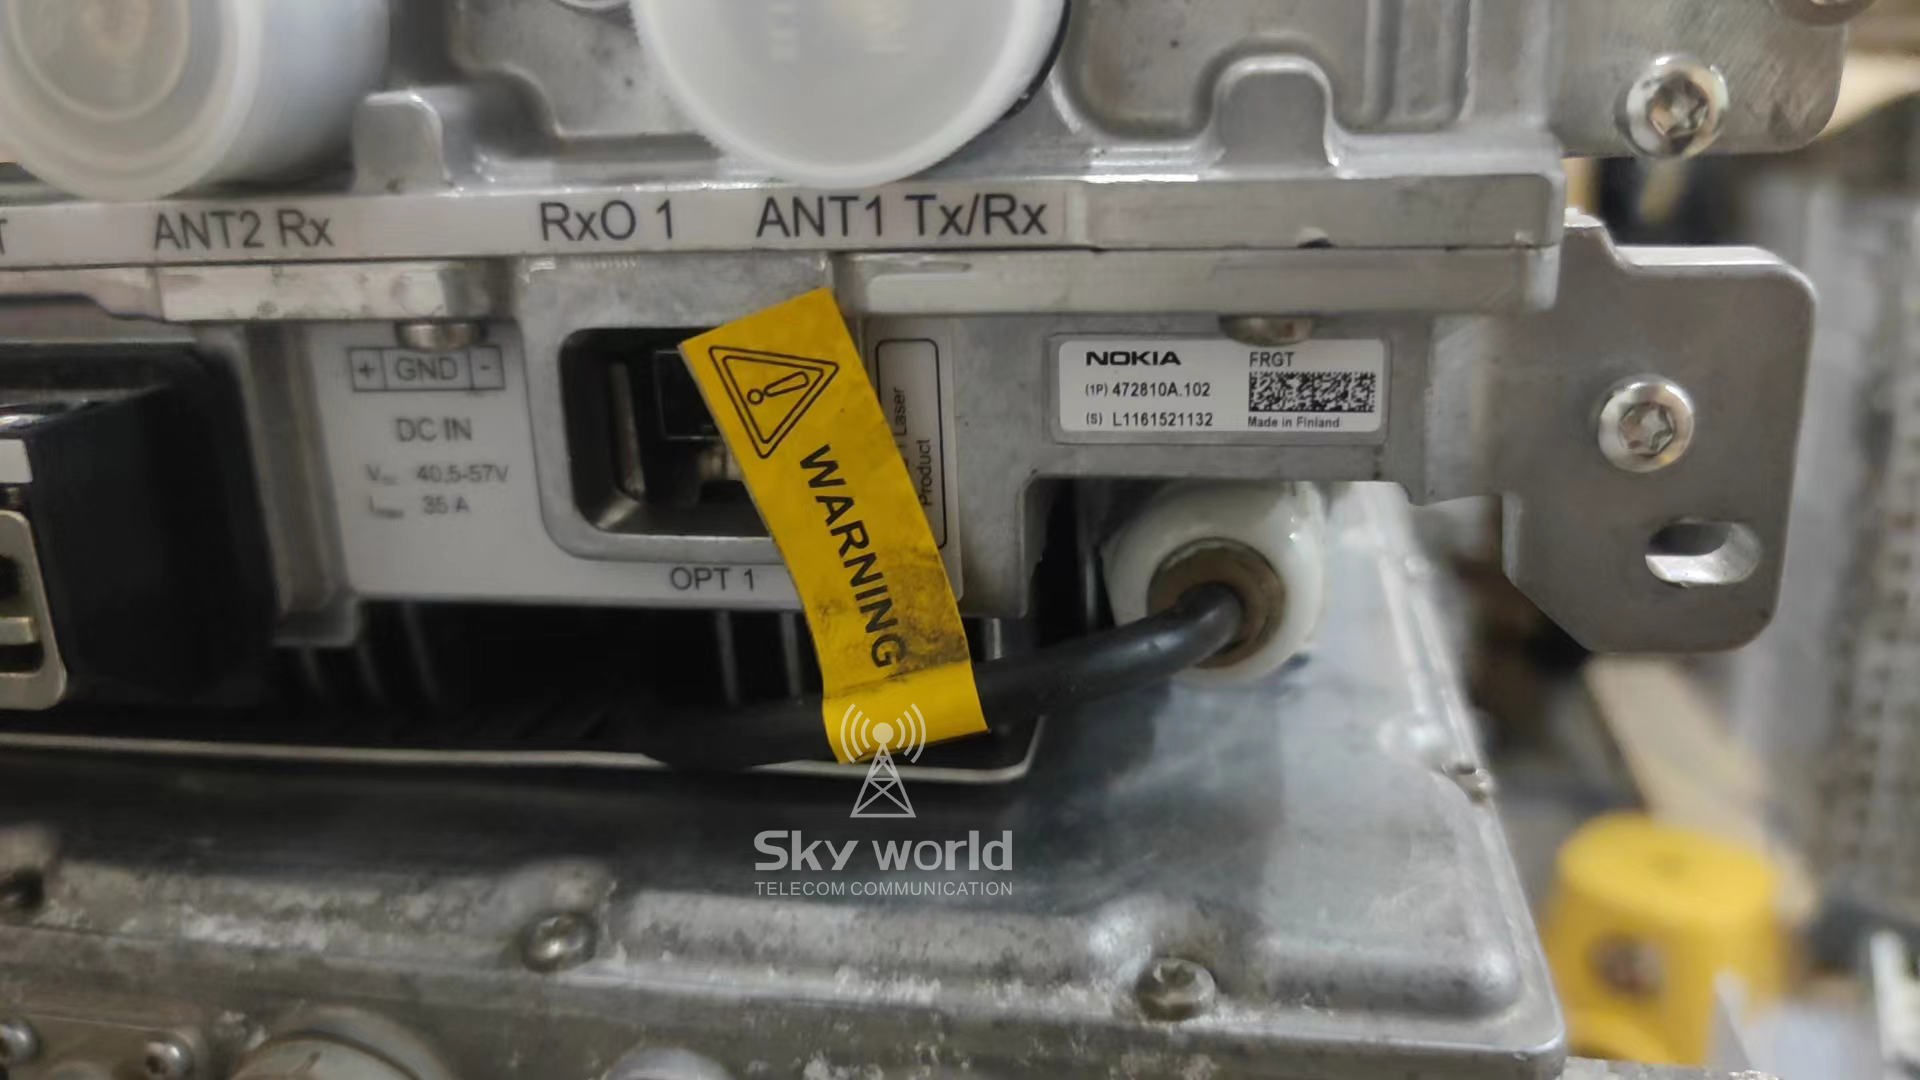 ANT2 Rx
RxO 1
ANT1 Tx/Rx
+ GND -
DC IN
40.5-57V
35 A
OPT 1
WARNING
Laser
Product
NOKIA
FRGT
(1P) 472810A.102
(S) L1161521132
Made in Finland
Sky world
TELECOM COMMUNICATION